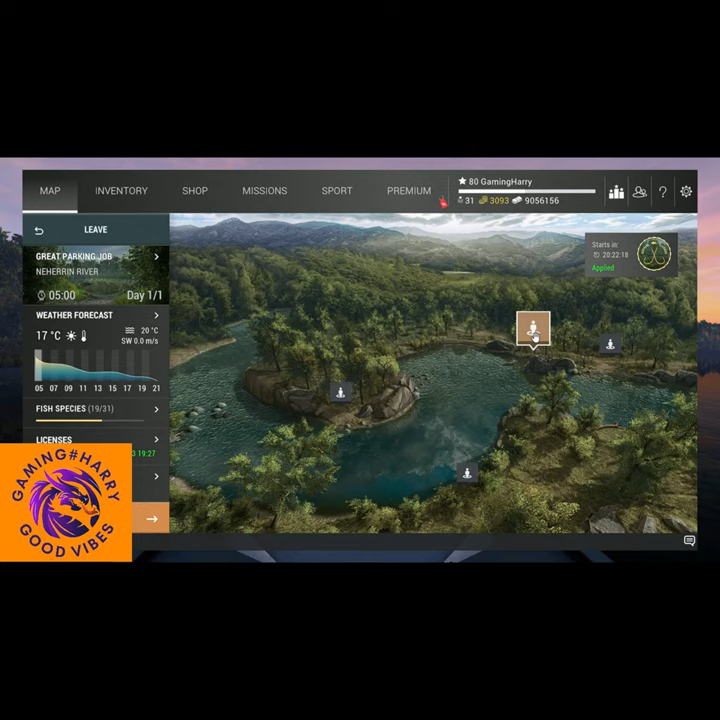 MAP INVENTORY SHOP MISSIONS SPORT PREMIUM
80 GamingHarry
31 3093 9056156
?
LEAVE
GREAT PARKING JOB
NEHERRIN RIVER
05:00 Day 1/1
Starts in:
20:22:18
Applied
WEATHER FORECAST
17 °C 20 °C
SW 0.0 m/s
05 07 09 11 13 15 17 19 21
FISH SPECIES (19/31)
LICENSES
3 19:27
GAMING#HARRY
GOOD VIBES